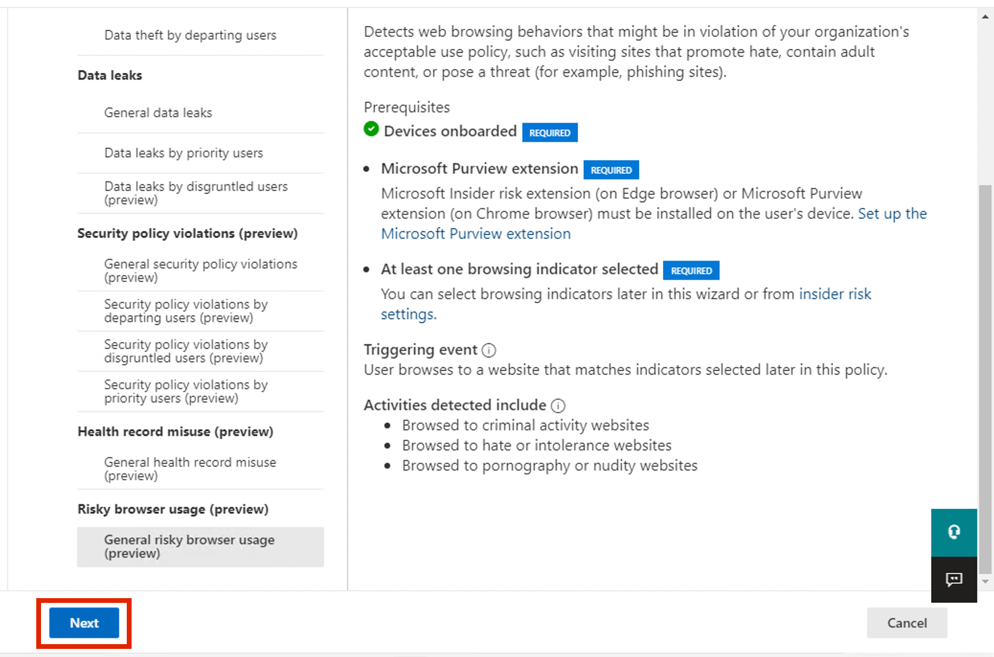 Data theft by departing users
Data leaks
General data leaks
Data leaks by priority users
Data leaks by disgruntled users
(preview)
Security policy violations (preview)
General security policy violations
(preview)
Security policy violations by
departing users (preview)
Security policy violations by
disgruntled users (preview)
Security policy violations by
priority users (preview)
Health record misuse (preview)
General health record misuse
(preview)
Risky browser usage (preview)
General risky browser usage
(preview)
Detects web browsing behaviors that might be in violation of your organization's
acceptable use policy, such as visiting sites that promote hate, contain adult
content, or pose a threat (for example, phishing sites).
Prerequisites
Devices onboarded REQUIRED
• Microsoft Purview extension REQUIRED
Microsoft Insider risk extension (on Edge browser) or Microsoft Purview
extension (on Chrome browser) must be installed on the user's device. Set up the
Microsoft Purview extension
• At least one browsing indicator selected REQUIRED
You can select browsing indicators later in this wizard or from insider risk
settings.
Triggering event
User browses to a website that matches indicators selected later in this policy.
Activities detected include
• Browsed to criminal activity websites
• Browsed to hate or intolerance websites
• Browsed to pornography or nudity websites
Next
Cancel